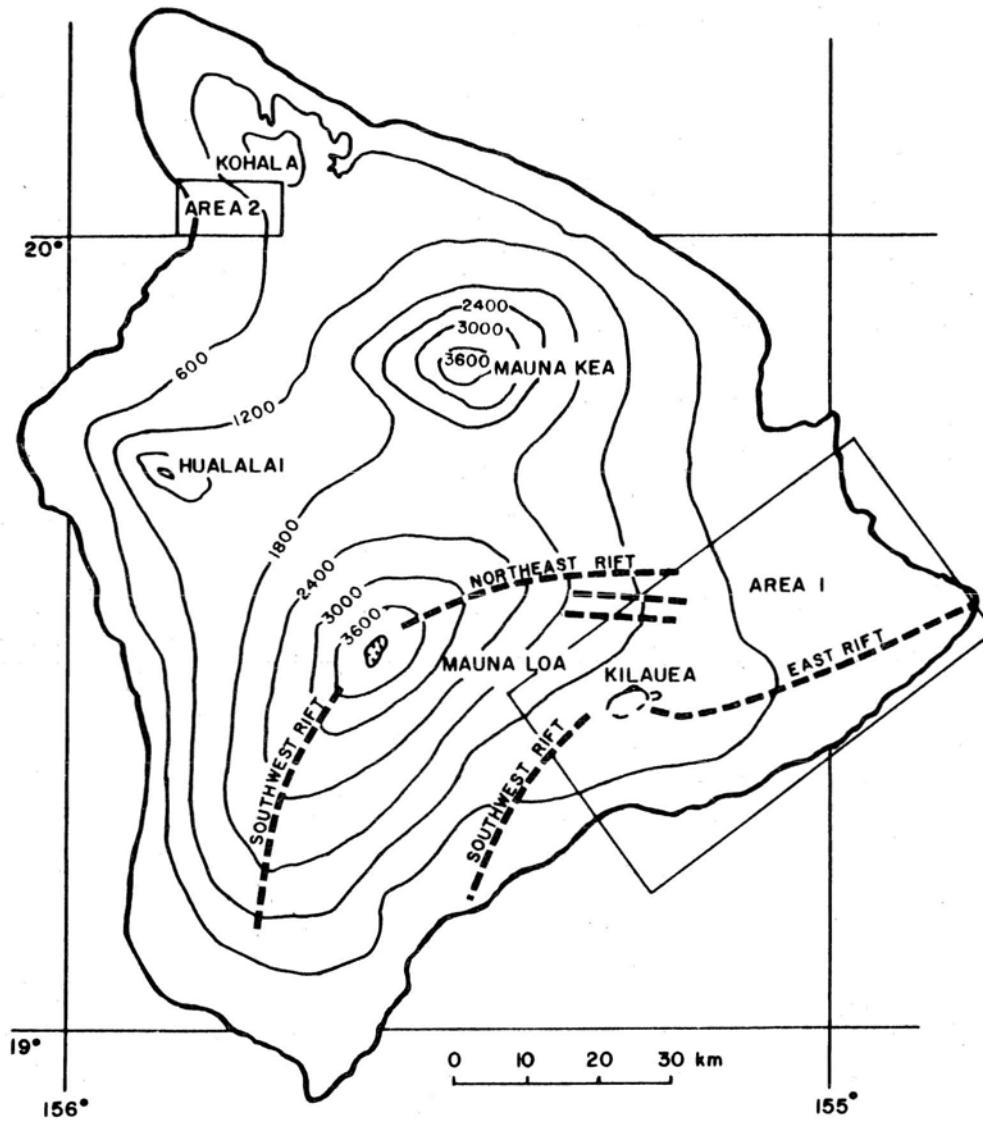 KOHALA
AREA 2
20°
2400
3000
3600
MAUNA KEA
600
1200
HUALALAI
1800
2400
3000
3600
NORTHEAST RIFT
AREA 1
MAUNA LOA
KILAUEA
EAST RIFT
SOUTHWEST RIFT
SOUTHWEST RIFT
19°
0 10 20 30 km
156°
155°